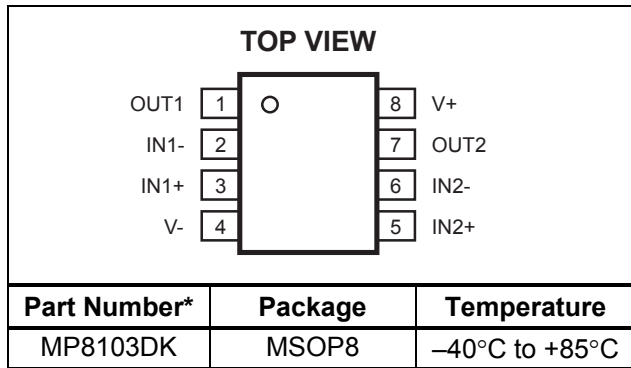 TOP VIEW
OUT1 1 8 V+
IN1- 2 7 OUT2
IN1+ 3 6 IN2-
V- 4 5 IN2+
Part Number* Package Temperature
MP8103DK MSOP8 –40°C to +85°C